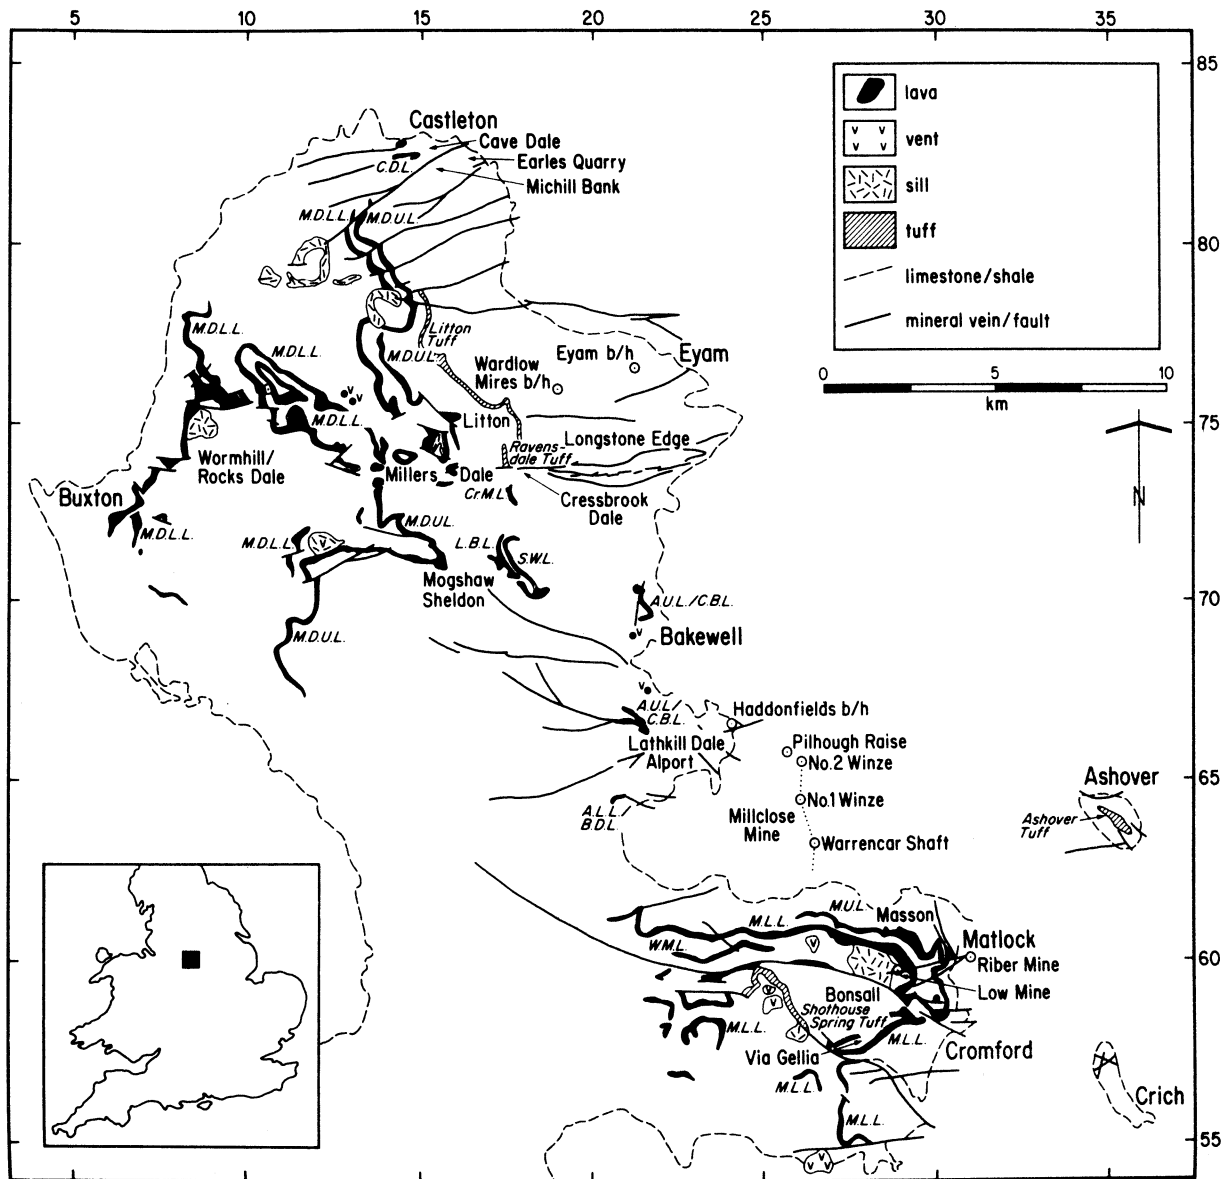 5 10 15 20 25 30 35
85
80
75
70
65
60
55
lava
vent
sill
tuff
limestone/shale
mineral vein/fault
0 5 10
km
N
Castleton
Cave Dale
Earles Quarry
Michill Bank
C.D.L.
M.D.L.L.
M.D.U.L.
M.D.L.L.
M.D.L.L.
M.D.U.L.
Litton
Tuff
Wardlow
Mires b/h
Eyam b/h
Eyam
M.D.L.L.
Litton
Longstone Edge
Ravens-
dale Tuff
Wormhill/
Rocks Dale
Millers Dale
Cr.M.L.
Cressbrook
Dale
Buxton
M.D.L.L.
M.D.L.L.
M.D.U.L.
L.B.L.
S.W.L.
Mogshaw
Sheldon
M.D.U.L.
A.U.L./C.B.L.
Bakewell
A.U.L./
C.B.L.
Haddonfields b/h
Lathkill Dale
Alport
Pilhough Raise
No.2 Winze
No.1 Winze
Millclose
Mine
Warrencar Shaft
A.L.L.
B.D.L.
Ashover
Ashover
Tuff
M.U.L.
M.L.L.
Masson
W.M.L.
Matlock
Riber Mine
Low Mine
Bonsall
Shothouse
Spring Tuff
M.L.L.
M.L.L.
Via Gellia
Cromford
M.L.L.
M.L.L.
Crich